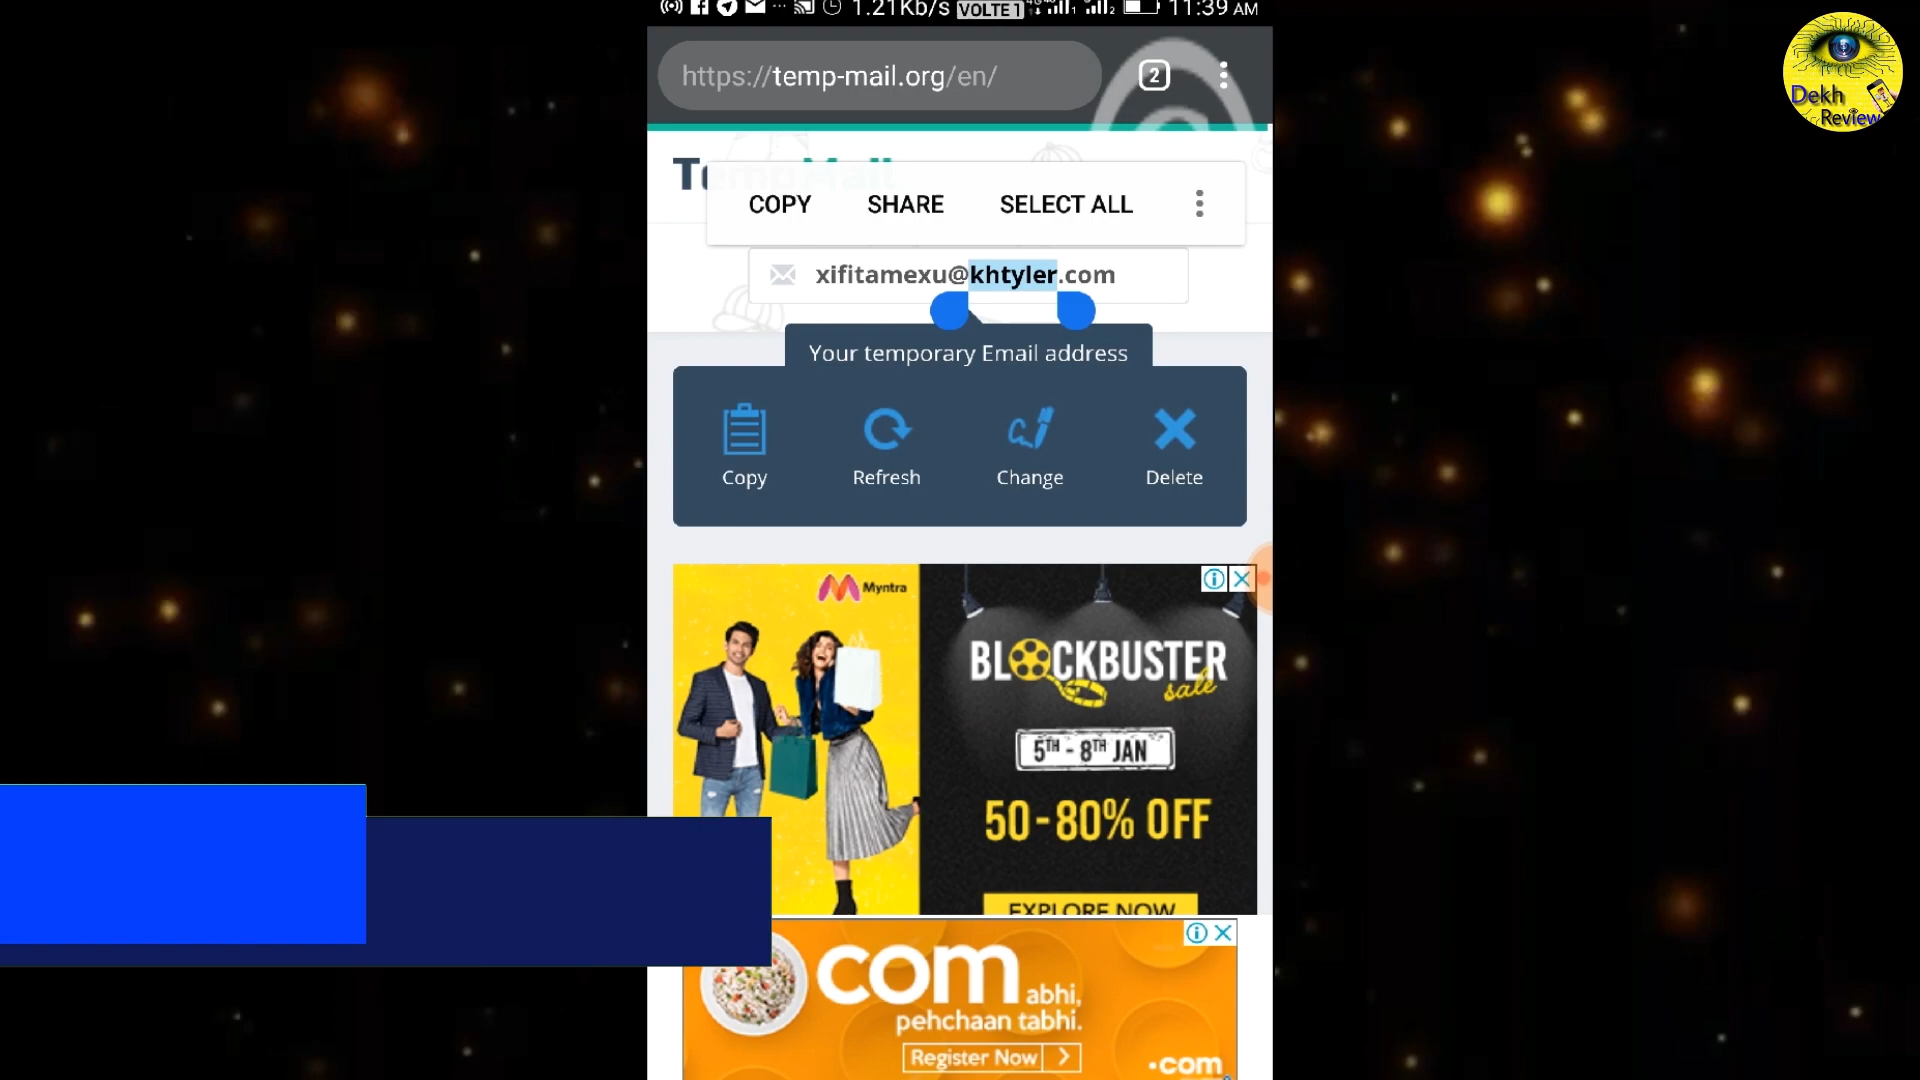 1.21Kb/s VOLTE 1 11:39 AM
https://temp-mail.org/en/
2
Dekh
Review
COPY SHARE SELECT ALL
xifitamexu@khtyler.com
Your temporary Email address
Copy Refresh Change Delete
Myntra
BLOCKBUSTER
sale
5TH - 8TH JAN
50-80% OFF
EXPLORE NOW
com abhi,
pehchaan tabhi.
Register Now
.com